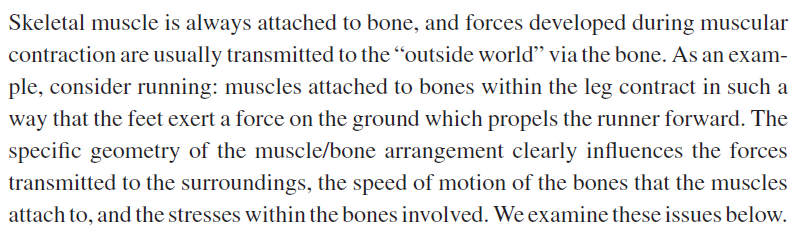 Skeletal muscle is always attached to bone, and forces developed during muscular
contraction are usually transmitted to the “outside world” via the bone. As an exam-
ple, consider running: muscles attached to bones within the leg contract in such a
way that the feet exert a force on the ground which propels the runner forward. The
specific geometry of the muscle/bone arrangement clearly influences the forces
transmitted to the surroundings, the speed of motion of the bones that the muscles
attach to, and the stresses within the bones involved. We examine these issues below.